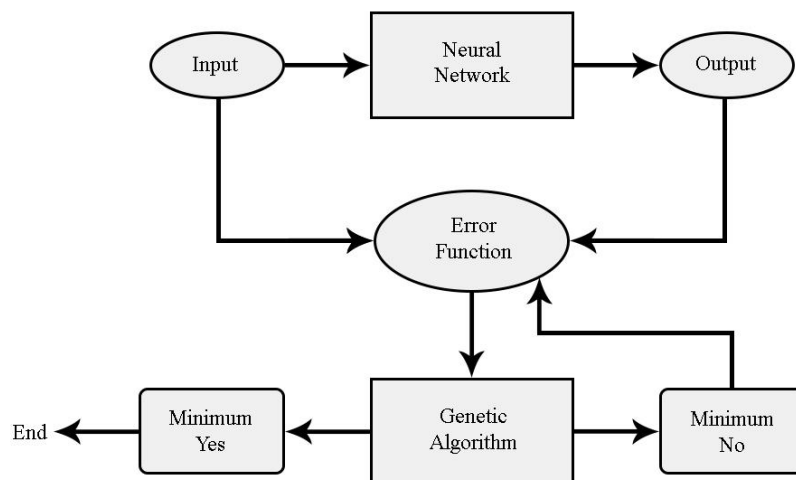 Input
Neural
Network
Output
Error
Function
End
Minimum
Yes
Genetic
Algorithm
Minimum
No